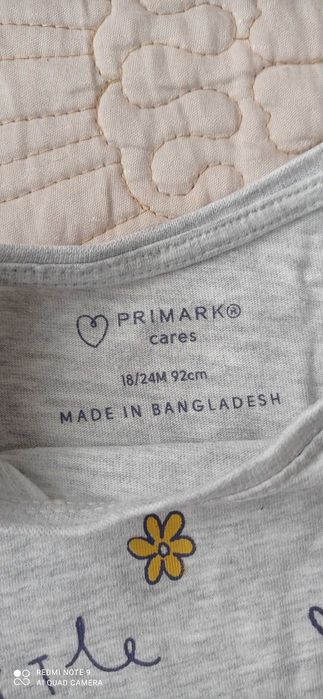 PRIMARK®
cares
18/24M 92cm
MADE IN BANGLADESH
REDMI NOTE 9
AI QUAD CAMERA